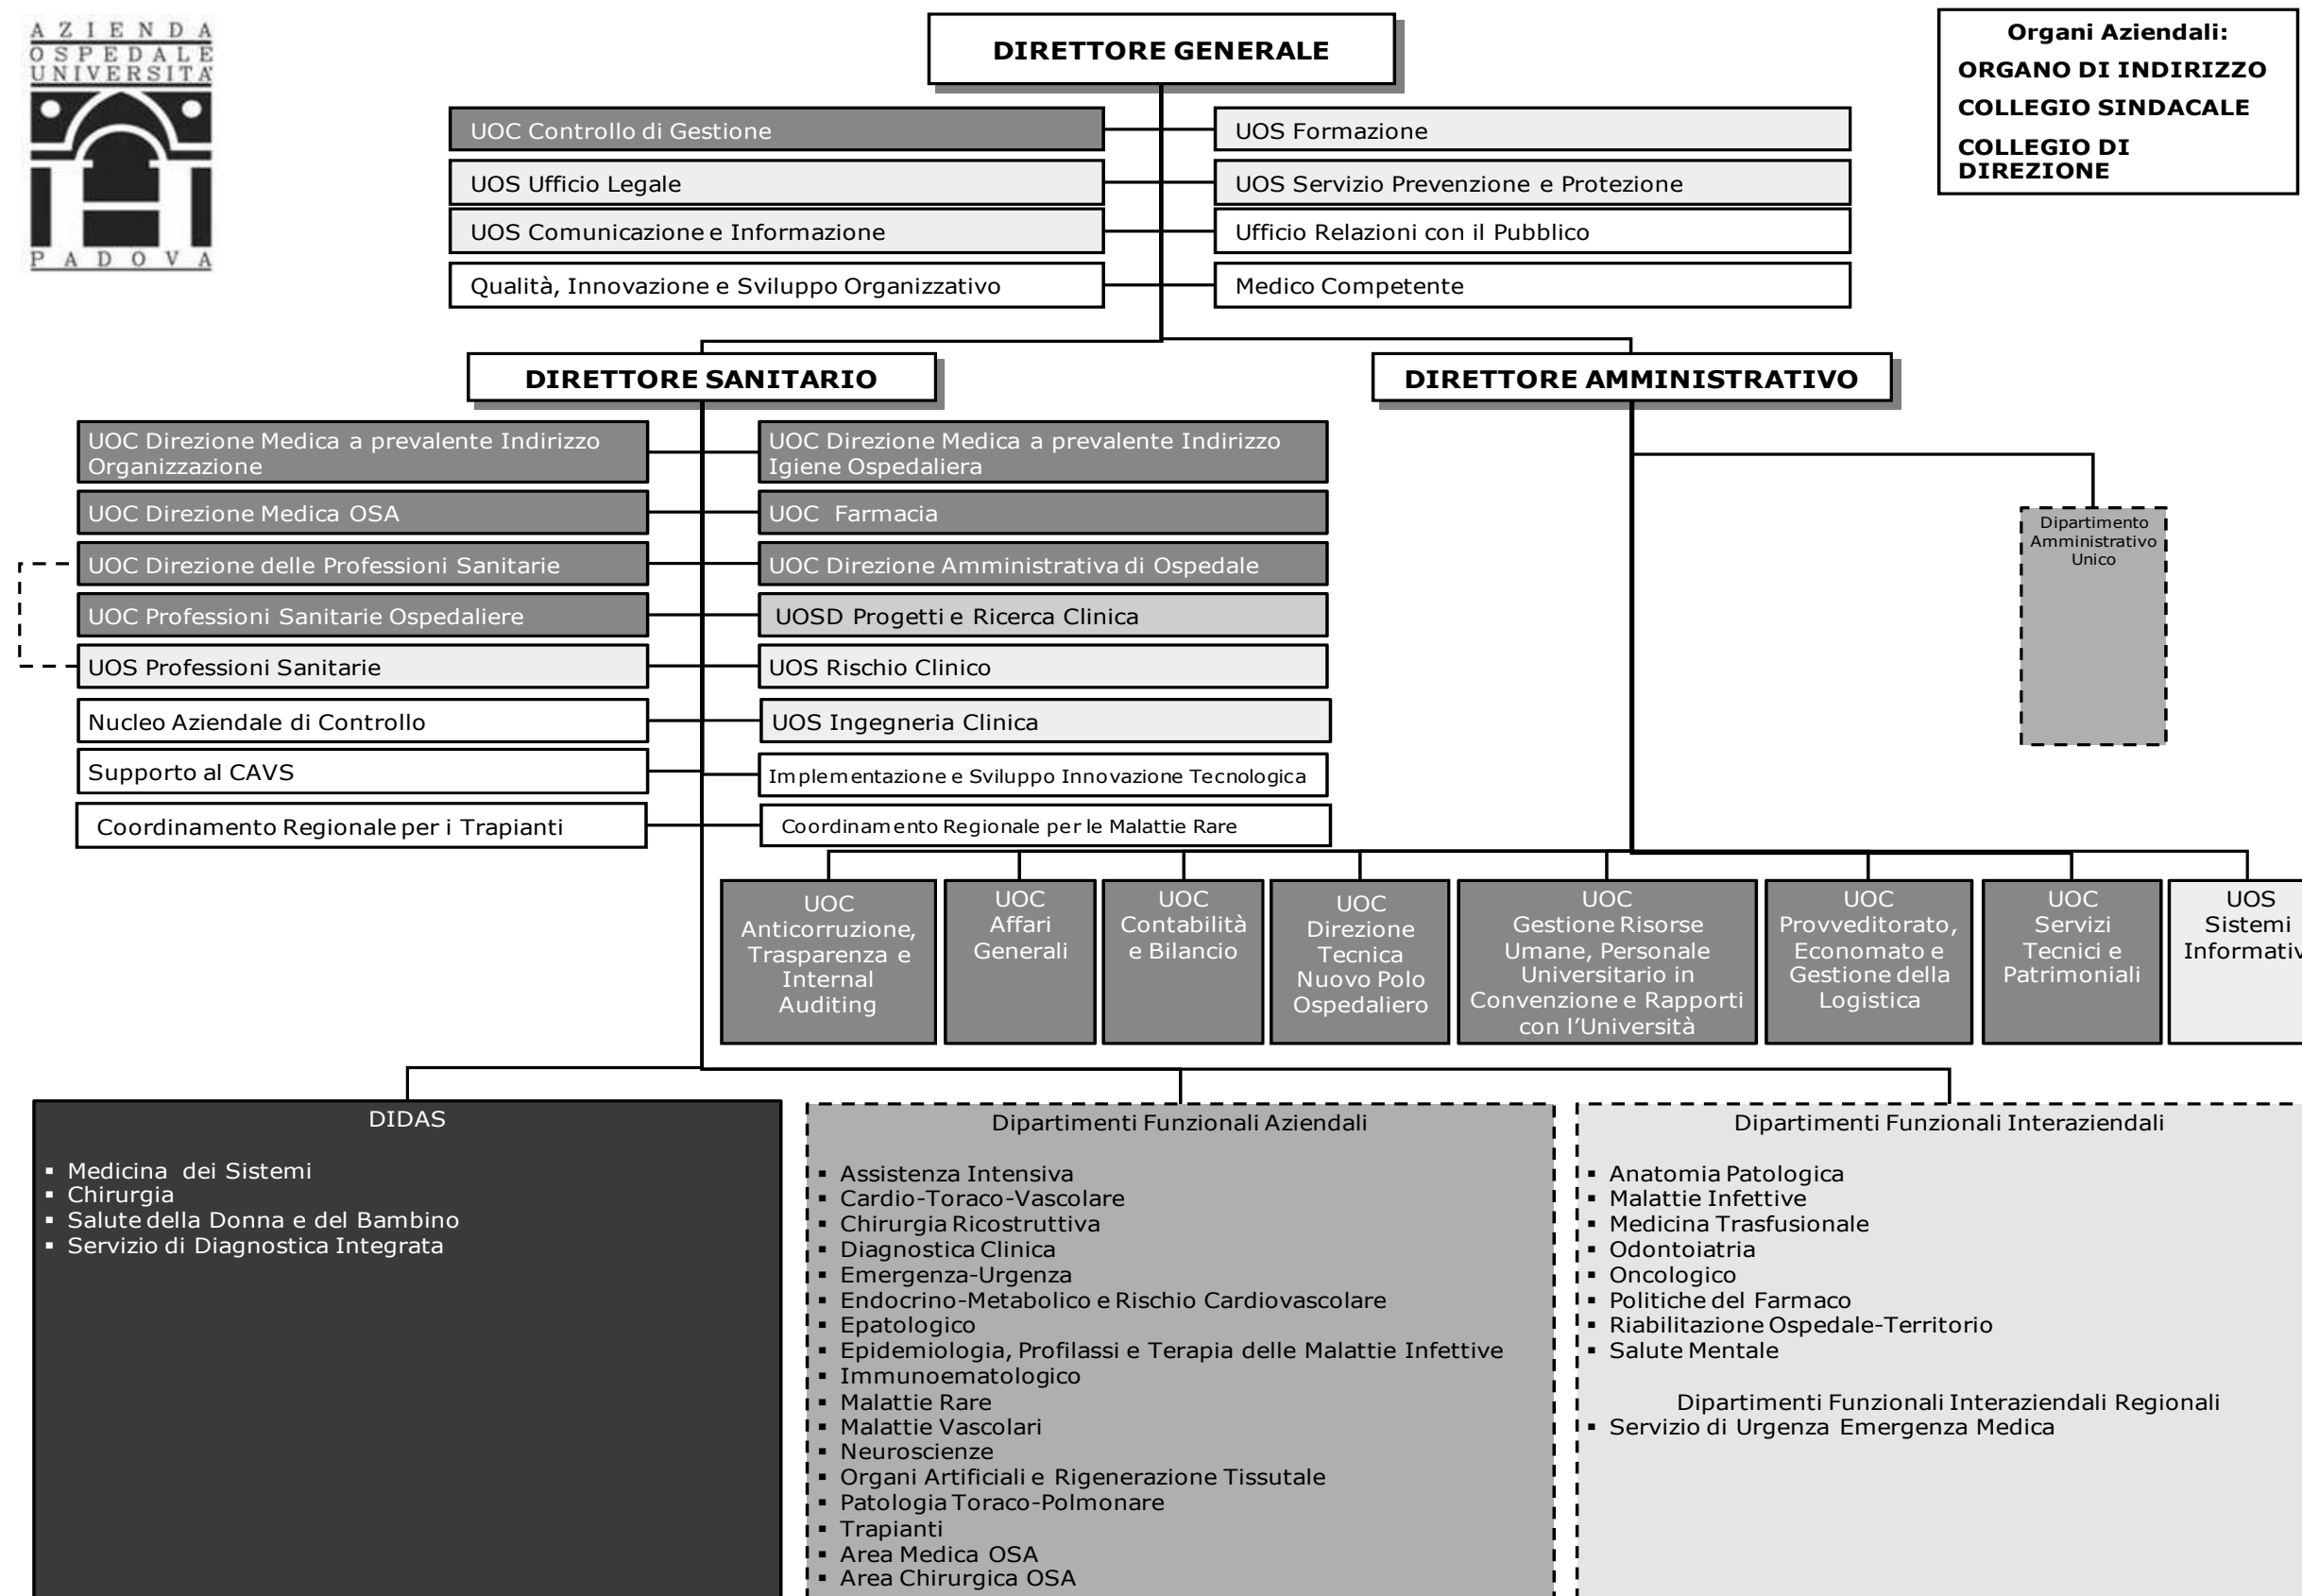 AZIENDA
OSPEDALE
UNIVERSITA'
PADOVA
DIRETTORE GENERALE
Organi Aziendali:
ORGANO DI INDIRIZZO
COLLEGIO SINDACALE
COLLEGIO DI
DIREZIONE
UOC Controllo di Gestione
UOS Formazione
UOS Ufficio Legale
UOS Servizio Prevenzione e Protezione
UOS Comunicazione e Informazione
Ufficio Relazioni con il Pubblico
Qualità, Innovazione e Sviluppo Organizzativo
Medico Competente
DIRETTORE SANITARIO
DIRETTORE AMMINISTRATIVO
UOC Direzione Medica a prevalente Indirizzo
Organizzazione
UOC Direzione Medica a prevalente Indirizzo
Igiene Ospedaliera
UOC Direzione Medica OSA
UOC Farmacia
UOC Direzione delle Professioni Sanitarie
UOC Direzione Amministrativa di Ospedale
UOC Professioni Sanitarie Ospedaliere
UOSD Progetti e Ricerca Clinica
UOS Professioni Sanitarie
UOS Rischio Clinico
Nucleo Aziendale di Controllo
UOS Ingegneria Clinica
Supporto al CAVS
Implementazione e Sviluppo Innovazione Tecnologica
Coordinamento Regionale per i Trapianti
Coordinamento Regionale per le Malattie Rare
Dipartimento
Amministrativo
Unico
UOC
Anticorruzione,
Trasparenza e
Internal
Auditing
UOC
Affari
Generali
UOC
Contabilità
e Bilancio
UOC
Direzione
Tecnica
Nuovo Polo
Ospedaliero
UOC
Gestione Risorse
Umane, Personale
Universitario in
Convenzione e Rapporti
con l'Università
UOC
Provveditorato,
Economato e
Gestione della
Logistica
UOC
Servizi
Tecnici e
Patrimoniali
UOS
Sistemi
Informativ
DIDAS
▪ Medicina dei Sistemi
▪ Chirurgia
▪ Salute della Donna e del Bambino
▪ Servizio di Diagnostica Integrata
Dipartimenti Funzionali Aziendali
▪ Assistenza Intensiva
▪ Cardio-Toraco-Vascolare
▪ Chirurgia Ricostruttiva
▪ Diagnostica Clinica
▪ Emergenza-Urgenza
▪ Endocrino-Metabolico e Rischio Cardiovascolare
▪ Epatologico
▪ Epidemiologia, Profilassi e Terapia delle Malattie Infettive
▪ Immunoematologico
▪ Malattie Rare
▪ Malattie Vascolari
▪ Neuroscienze
▪ Organi Artificiali e Rigenerazione Tissutale
▪ Patologia Toraco-Polmonare
▪ Trapianti
▪ Area Medica OSA
▪ Area Chirurgica OSA
Dipartimenti Funzionali Interaziendali
▪ Anatomia Patologica
▪ Malattie Infettive
▪ Medicina Trasfusionale
▪ Odontoiatria
▪ Oncologico
▪ Politiche del Farmaco
▪ Riabilitazione Ospedale-Territorio
▪ Salute Mentale
Dipartimenti Funzionali Interaziendali Regionali
▪ Servizio di Urgenza Emergenza Medica